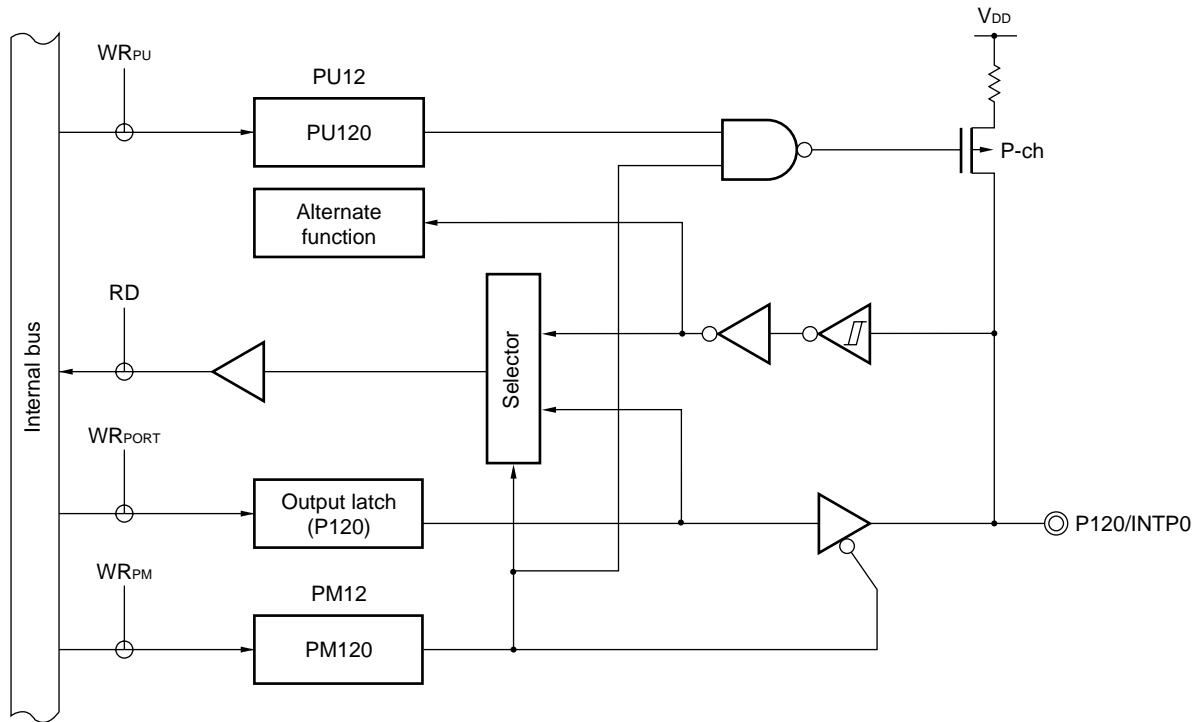 VDD
WRPU
PU12
PU120
P-ch
Alternate
function
RD
Selector
Internal bus
WRPORT
Output latch
(P120)
P120/INTP0
WRPM
PM12
PM120